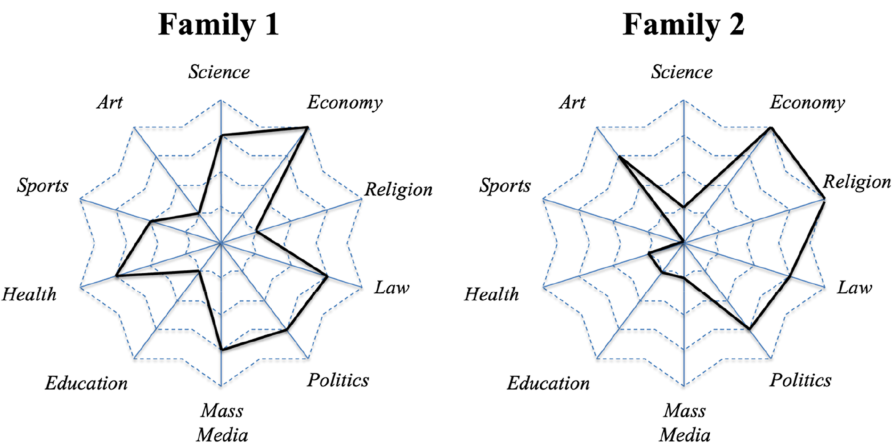 Family 1
Science
Art
Economy
Sports
Religion
Health
Law
Education
Politics
Mass
Media
Family 2
Science
Art
Economy
Sports
Religion
Health
Law
Education
Politics
Mass
Media